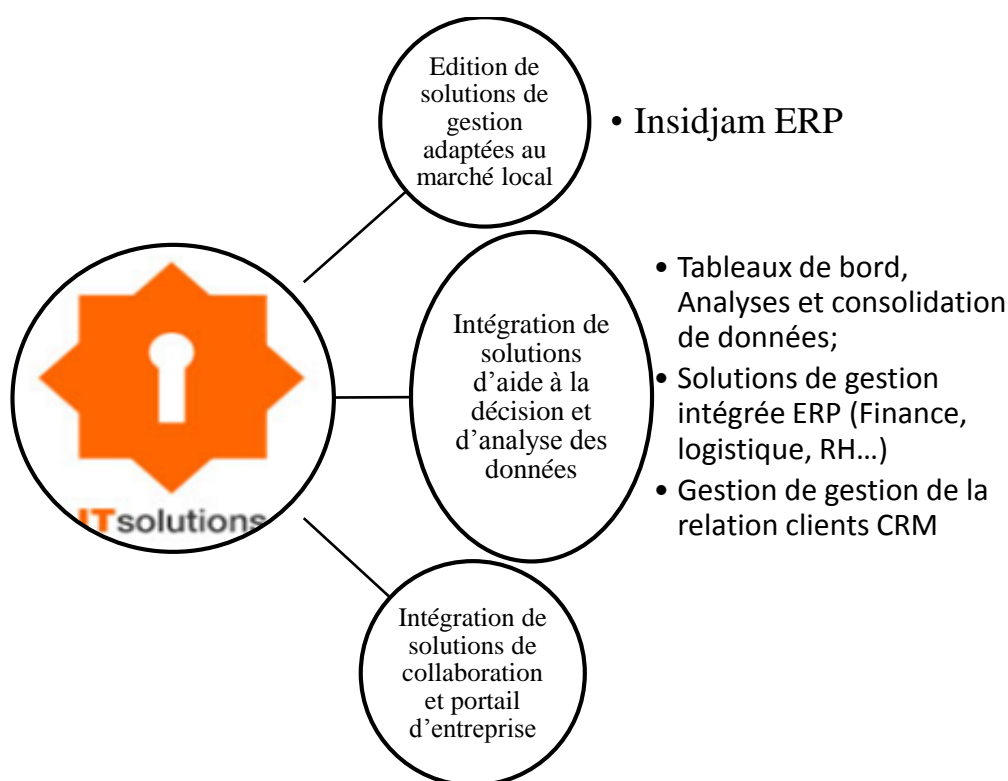 Edition de
solutions de
gestion
adaptées au
marché local
• Insidjam ERP
ITsolutions
Intégration de
solutions
d’aide à la
décision et
d’analyse des
données
• Tableaux de bord,
Analyses et consolidation
de données;
• Solutions de gestion
intégrée ERP (Finance,
logistique, RH…)
• Gestion de gestion de la
relation clients CRM
Intégration de
solutions de
collaboration
et portail
d’entreprise